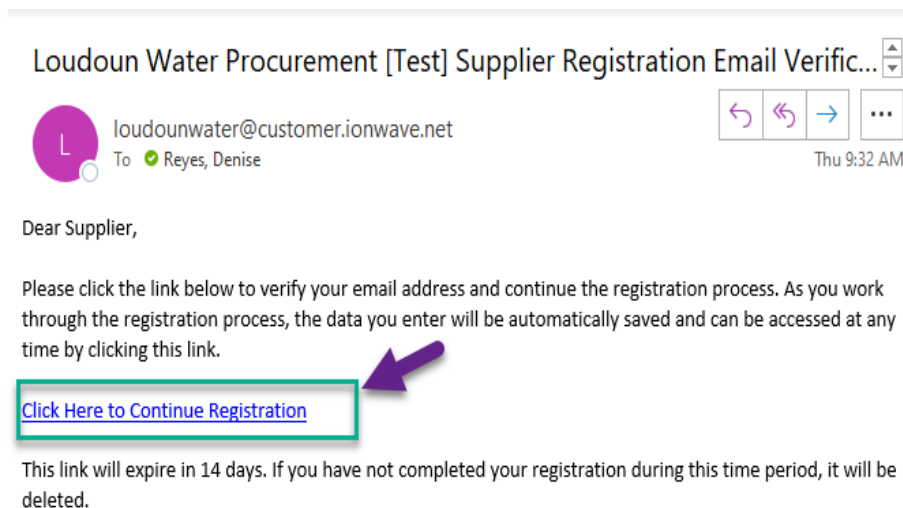 Loudoun Water Procurement [Test] Supplier Registration Email Verific...
L
loudounwater@customer.ionwave.net
To Reyes, Denise
Thu 9:32 AM
Dear Supplier,
Please click the link below to verify your email address and continue the registration process. As you work
through the registration process, the data you enter will be automatically saved and can be accessed at any
time by clicking this link.
Click Here to Continue Registration
This link will expire in 14 days. If you have not completed your registration during this time period, it will be
deleted.